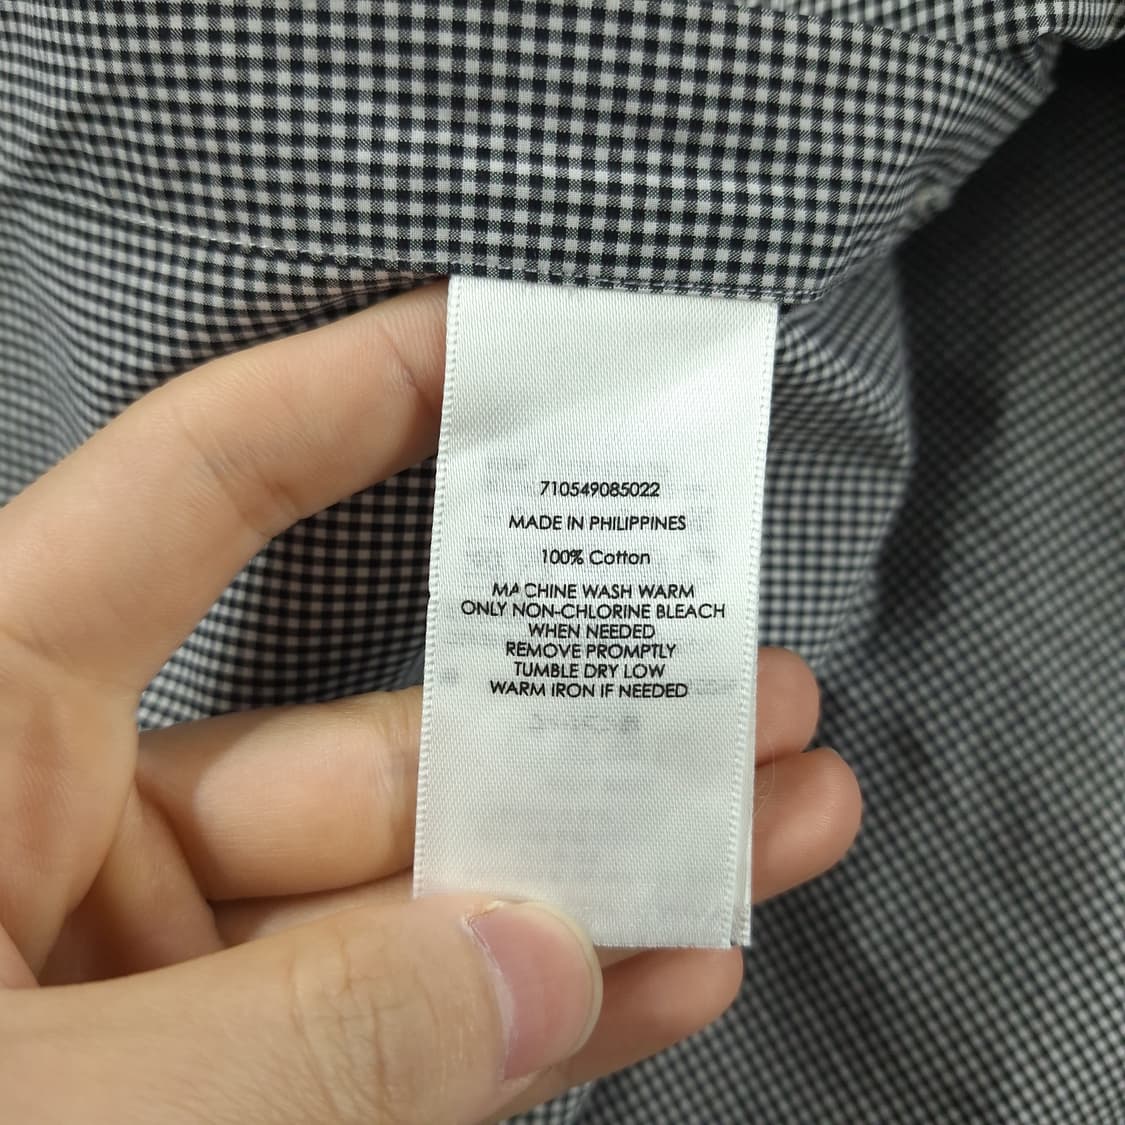 710549085022
MADE IN PHILIPPINES
100% Cotton
MACHINE WASH WARM
ONLY NON-CHLORINE BLEACH
WHEN NEEDED
REMOVE PROMPTLY
TUMBLE DRY LOW
WARM IRON IF NEEDED